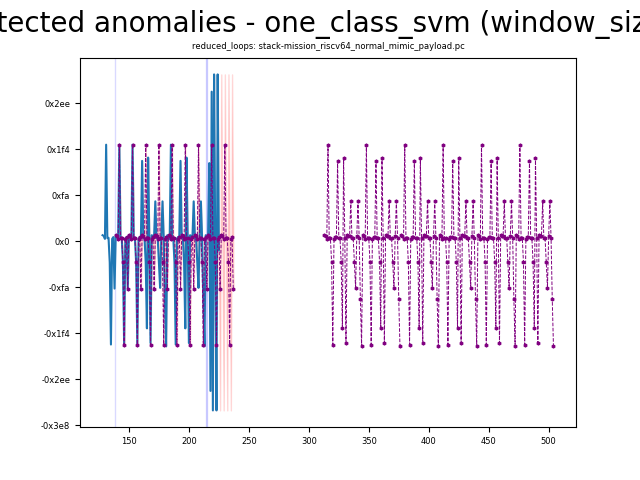 tected anomalies - one_class_svm (window_siz
reduced_loops: stack-mission_riscv64_normal_mimic_payload.pc
0x2ee
0x1f4
0xfa
0x0
-0xfa
-0x1f4
-0x2ee
-0x3e8
150 200 250 300 350 400 450 500